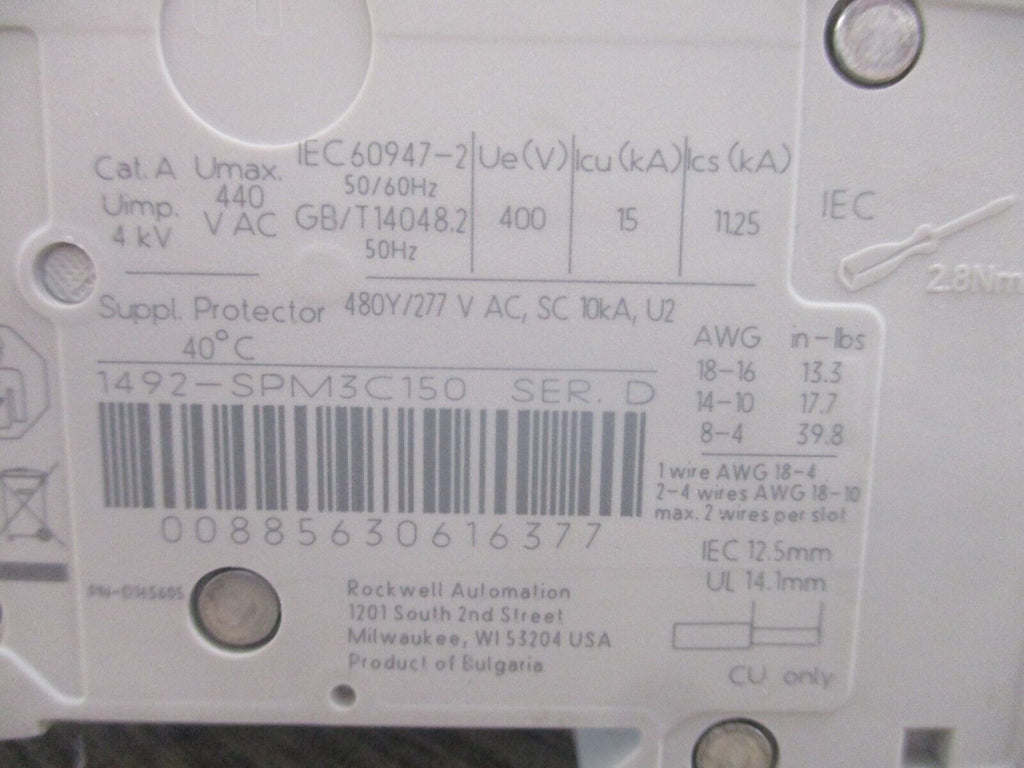 Cat. A Umax. IEC60947-2 Ue(V) Icu (kA) Ics (kA)
440 50/60Hz
Uimp. V AC GB/T14048.2 400 15 11.25
4 kV 50Hz
IEC
2.8Nm
Suppl. Protector 480Y/277 V AC, SC 10kA, U2
40°C
1492-SPM3C150 SER. D
00885630616377
AWG in-lbs
18-16 13.3
14-10 17.7
8-4 39.8
1 wire AWG 18-4
2-4 wires AWG 18-10
max. 2 wires per slot
IEC 12.5mm
UL 14.1mm
CU only
Rockwell Automation
1201 South 2nd Street
Milwaukee, WI 53204 USA
Product of Bulgaria